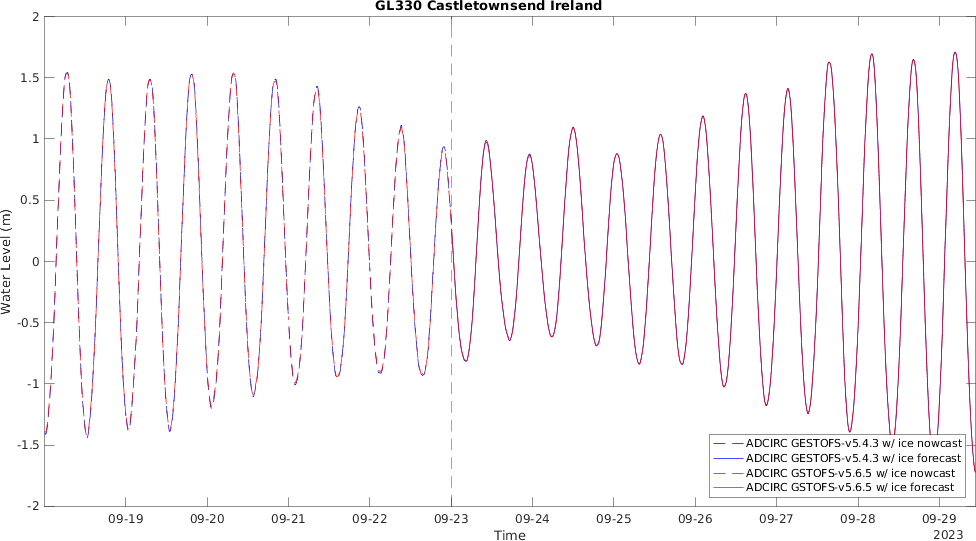 GL330 Castletownsend Ireland
2
1.5
1
0.5
0
-0.5
-1
-1.5
-2
Water Level (m)
09-19 09-20 09-21 09-22 09-23 09-24 09-25 09-26 09-27 09-28 09-29
Time
2023
ADCIRC GESTOFS-v5.4.3 w/ ice nowcast
ADCIRC GESTOFS-v5.4.3 w/ ice forecast
ADCIRC GSTOFS-v5.6.5 w/ ice nowcast
ADCIRC GSTOFS-v5.6.5 w/ ice forecast